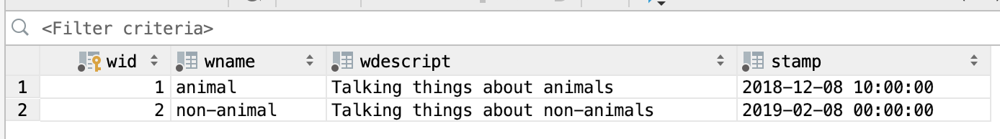 <Filter criteria>
wid wname wdescript stamp
1 1 animal Talking things about animals 2018-12-08 10:00:00
2 2 non-animal Talking things about non-animals 2019-02-08 00:00:00